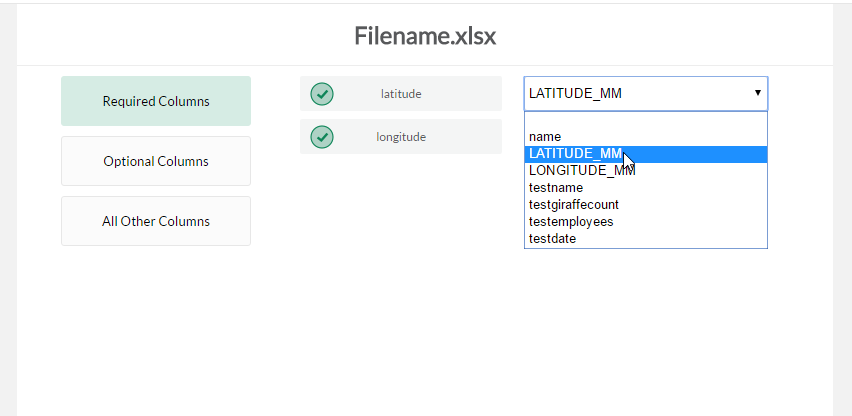 Filename.xlsx
Required Columns
Optional Columns
All Other Columns
latitude
longitude
LATITUDE_MM
name
LATITUDE_MM
LONGITUDE_MM
testname
testgiraffecount
testemployees
testdate